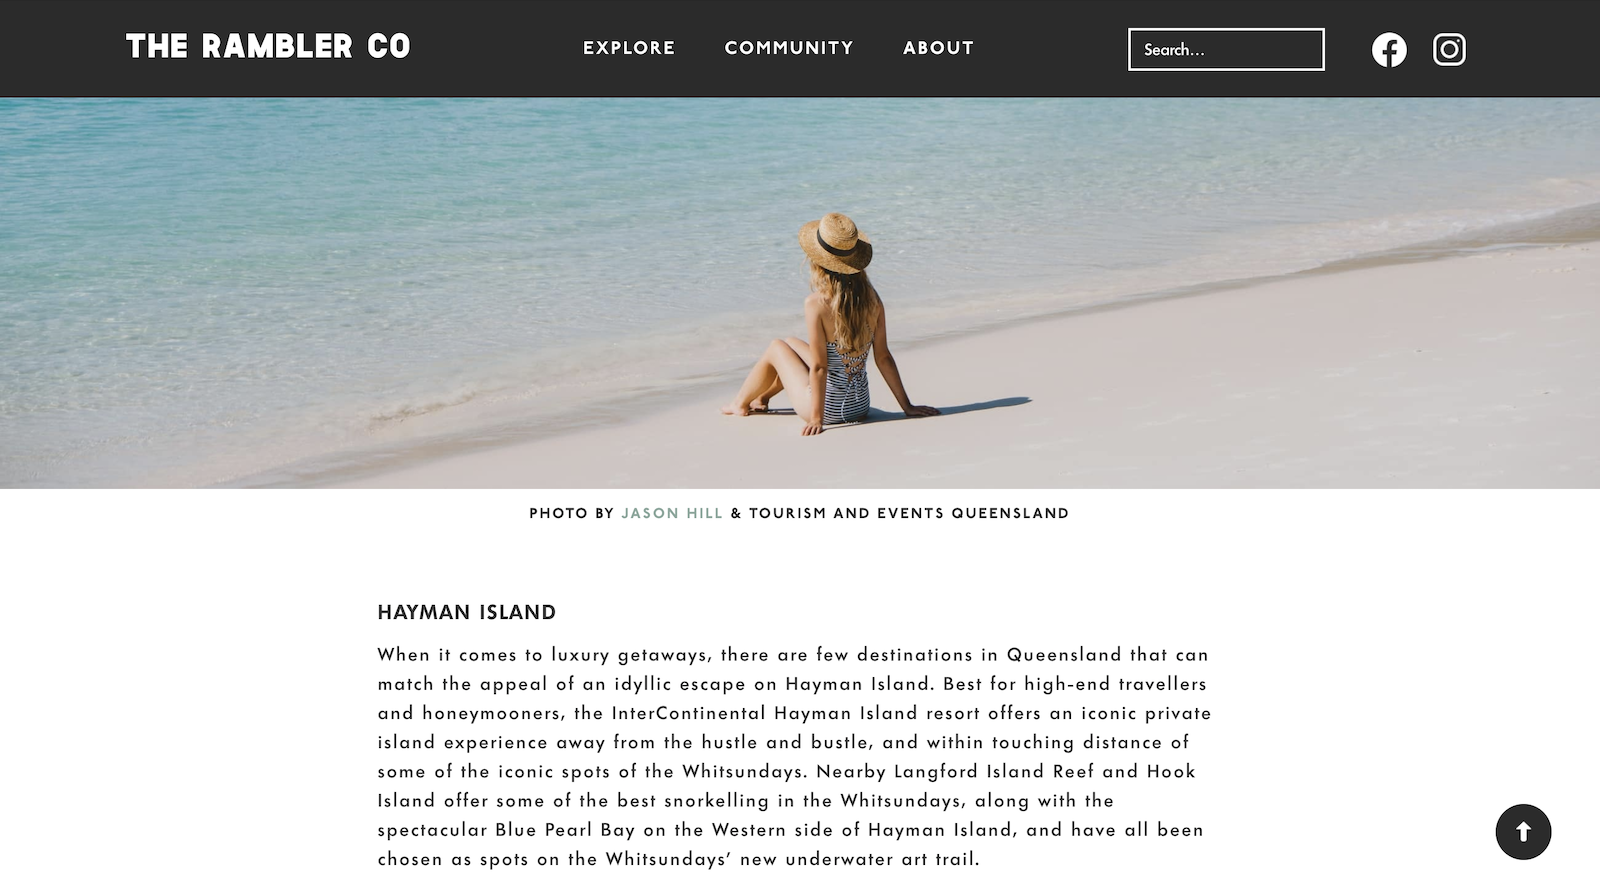 THE RAMBLER CO
EXPLORE COMMUNITY ABOUT
Search...
PHOTO BY JASON HILL & TOURISM AND EVENTS QUEENSLAND
HAYMAN ISLAND
When it comes to luxury getaways, there are few destinations in Queensland that can
match the appeal of an idyllic escape on Hayman Island. Best for high-end travellers
and honeymooners, the InterContinental Hayman Island resort offers an iconic private
island experience away from the hustle and bustle, and within touching distance of
some of the iconic spots of the Whitsundays. Nearby Langford Island Reef and Hook
Island offer some of the best snorkelling in the Whitsundays, along with the
spectacular Blue Pearl Bay on the Western side of Hayman Island, and have all been
chosen as spots on the Whitsundays’ new underwater art trail.